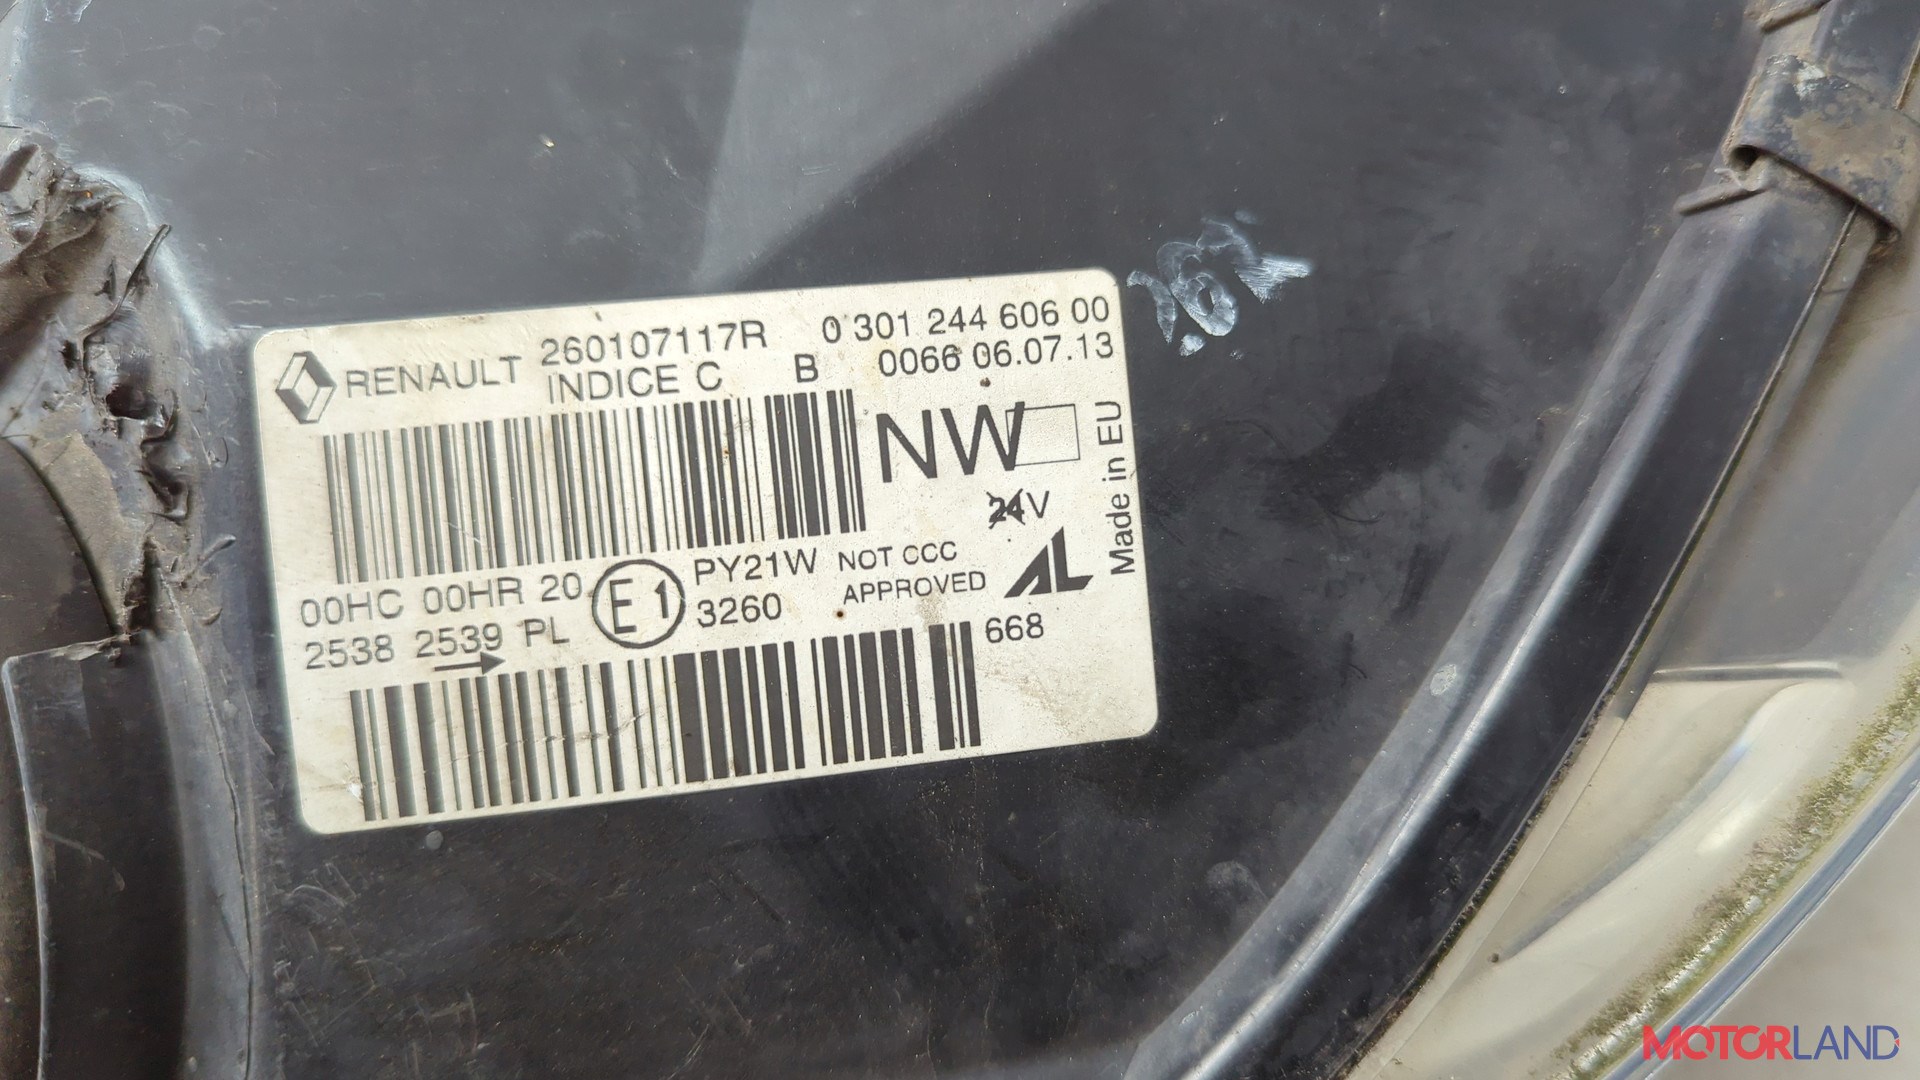 RENAULT 260107117R 0 301 244 606 00
INDICE C B 0066 06.07.13
NW
24V
Made in EU
00HC 00HR 20 E1 PY21W NOT CCC
2538 2539 PL 3260 APPROVED AL
668
MOTORLAND